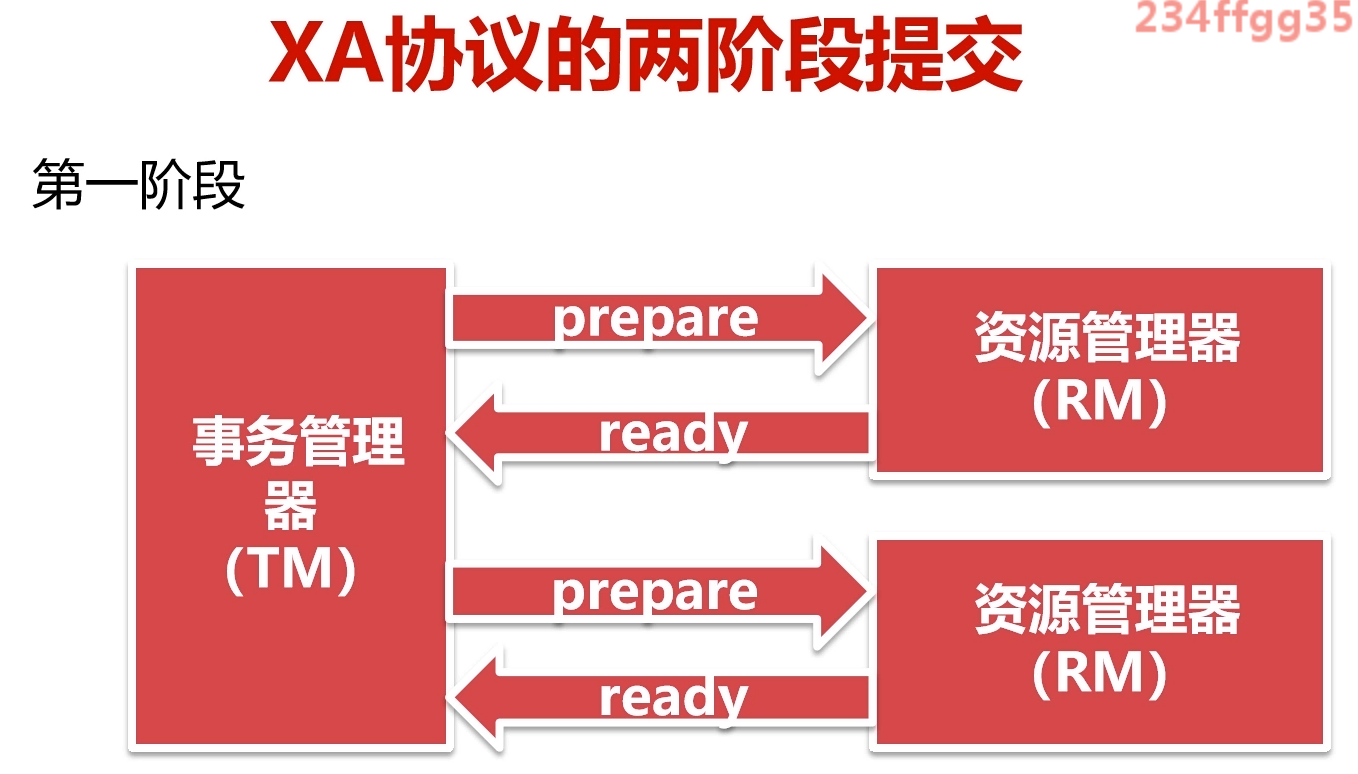 234ffgg35
XA协议的两阶段提交
第一阶段
事务管理
器
（TM）
prepare
ready
资源管理器
（RM）
prepare
ready
资源管理器
（RM）